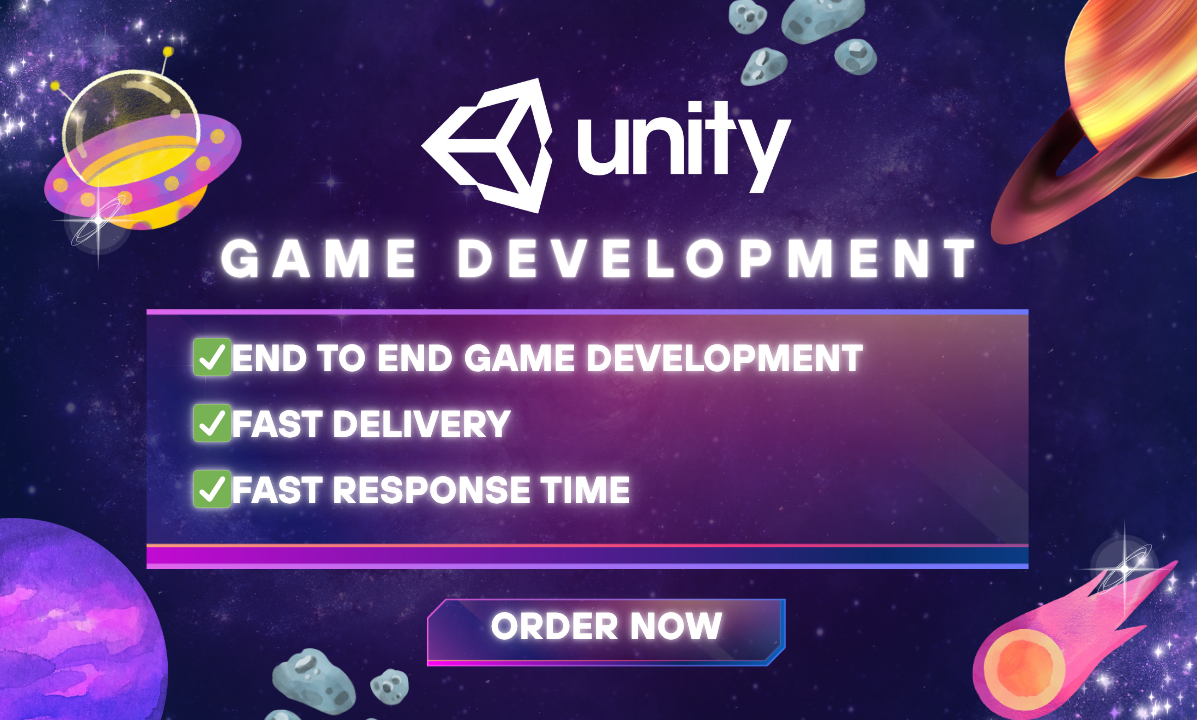 unity
GAME DEVELOPMENT
✅END TO END GAME DEVELOPMENT
✅FAST DELIVERY
✅FAST RESPONSE TIME
ORDER NOW